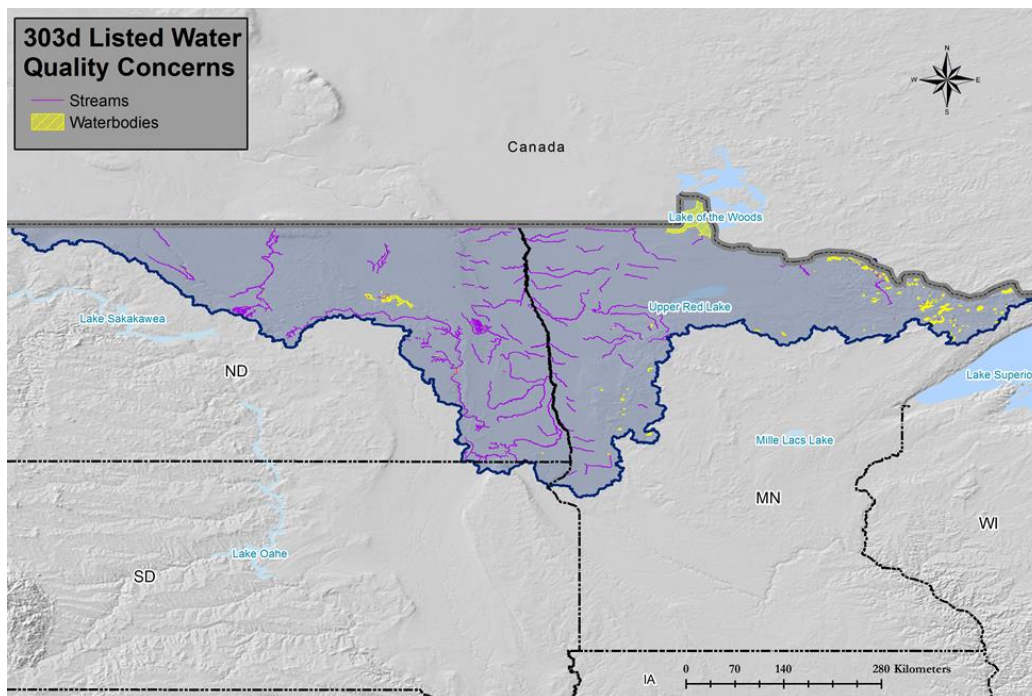 303d Listed Water
Quality Concerns
Streams
Waterbodies
N
W E
S
Canada
Lake of the Woods
Upper Red Lake
Lake Sakakawea
Lake Superio
ND
Mille Lacs Lake
MN
WI
Lake Oahe
SD
IA
0 70 140 280 Kilometers